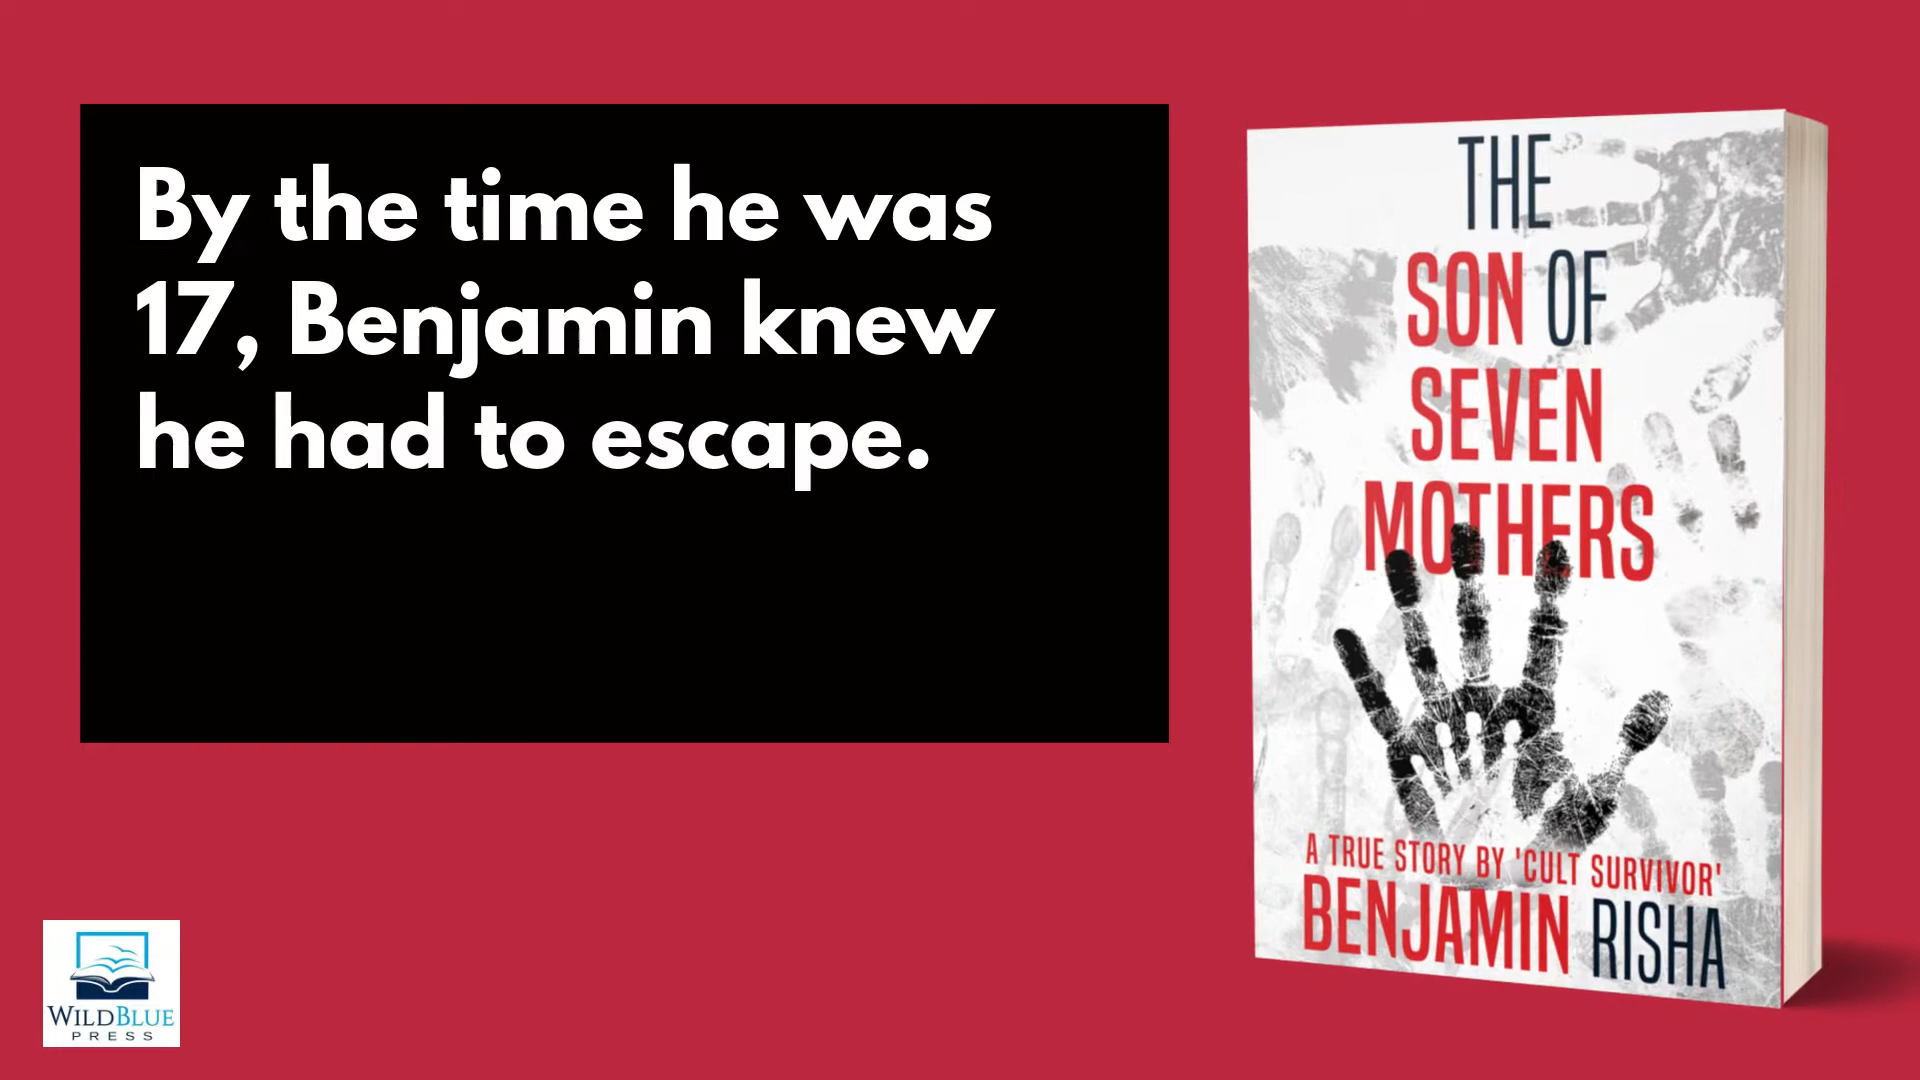 By the time he was
17, Benjamin knew
he had to escape.
THE
SON OF
SEVEN
MOTHERS
A TRUE STORY BY 'CULT SURVIVOR'
BENJAMIN RISHA
WILDBLUE
PRESS